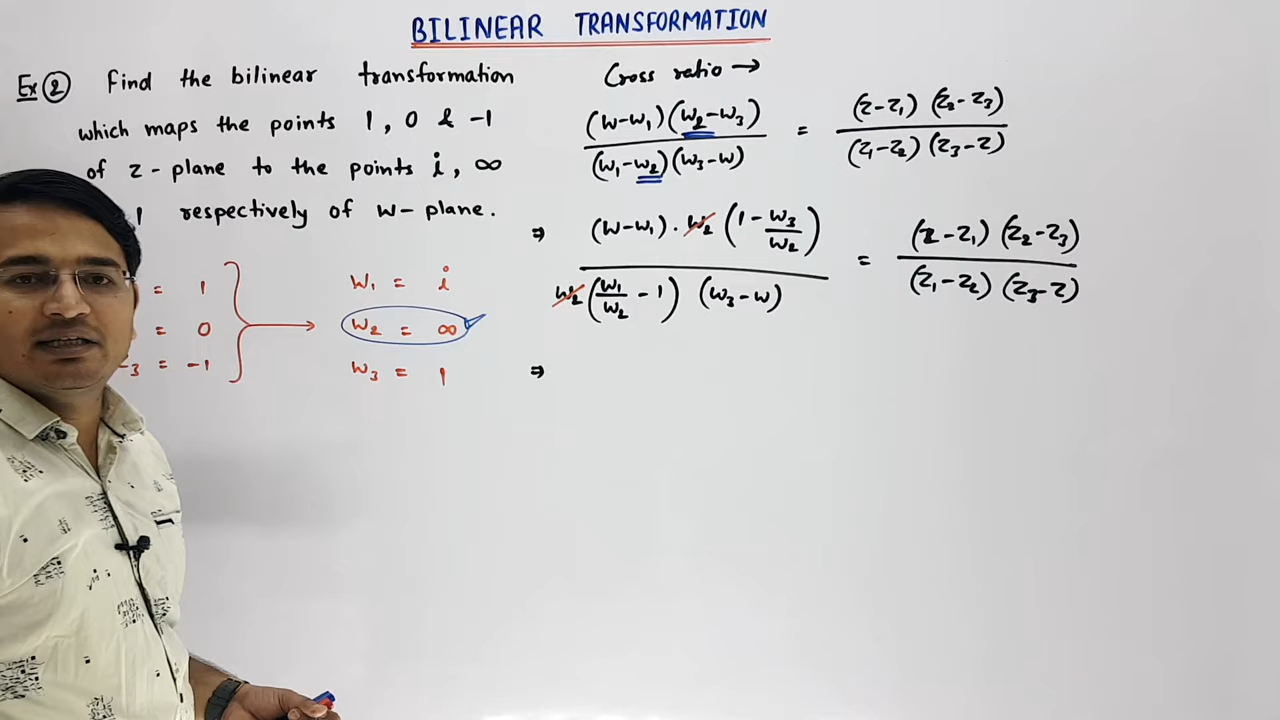 BILINEAR TRANSFORMATION
Ex ② Find the bilinear transformation
which maps the points 1, 0 & -1
of z-plane to the points i, ∞
1 respectively of w-plane.
= 1
= 0
3 = -1
W₁ = i
W₂ = ∞
W₃ = 1
Cross ratio →
(W-W₁)(W₂-W₃) / (W₁-W₂)(W₃-W) = (Z-Z₁)(Z₂-Z₃) / (Z₁-Z₂)(Z₃-Z)
⇒ (W-W₁)·W₂(1-W₃/W₂) / W₂(W₁/W₂-1)(W₃-W) = (Z-Z₁)(Z₂-Z₃) / (Z₁-Z₂)(Z₃-Z)
⇒